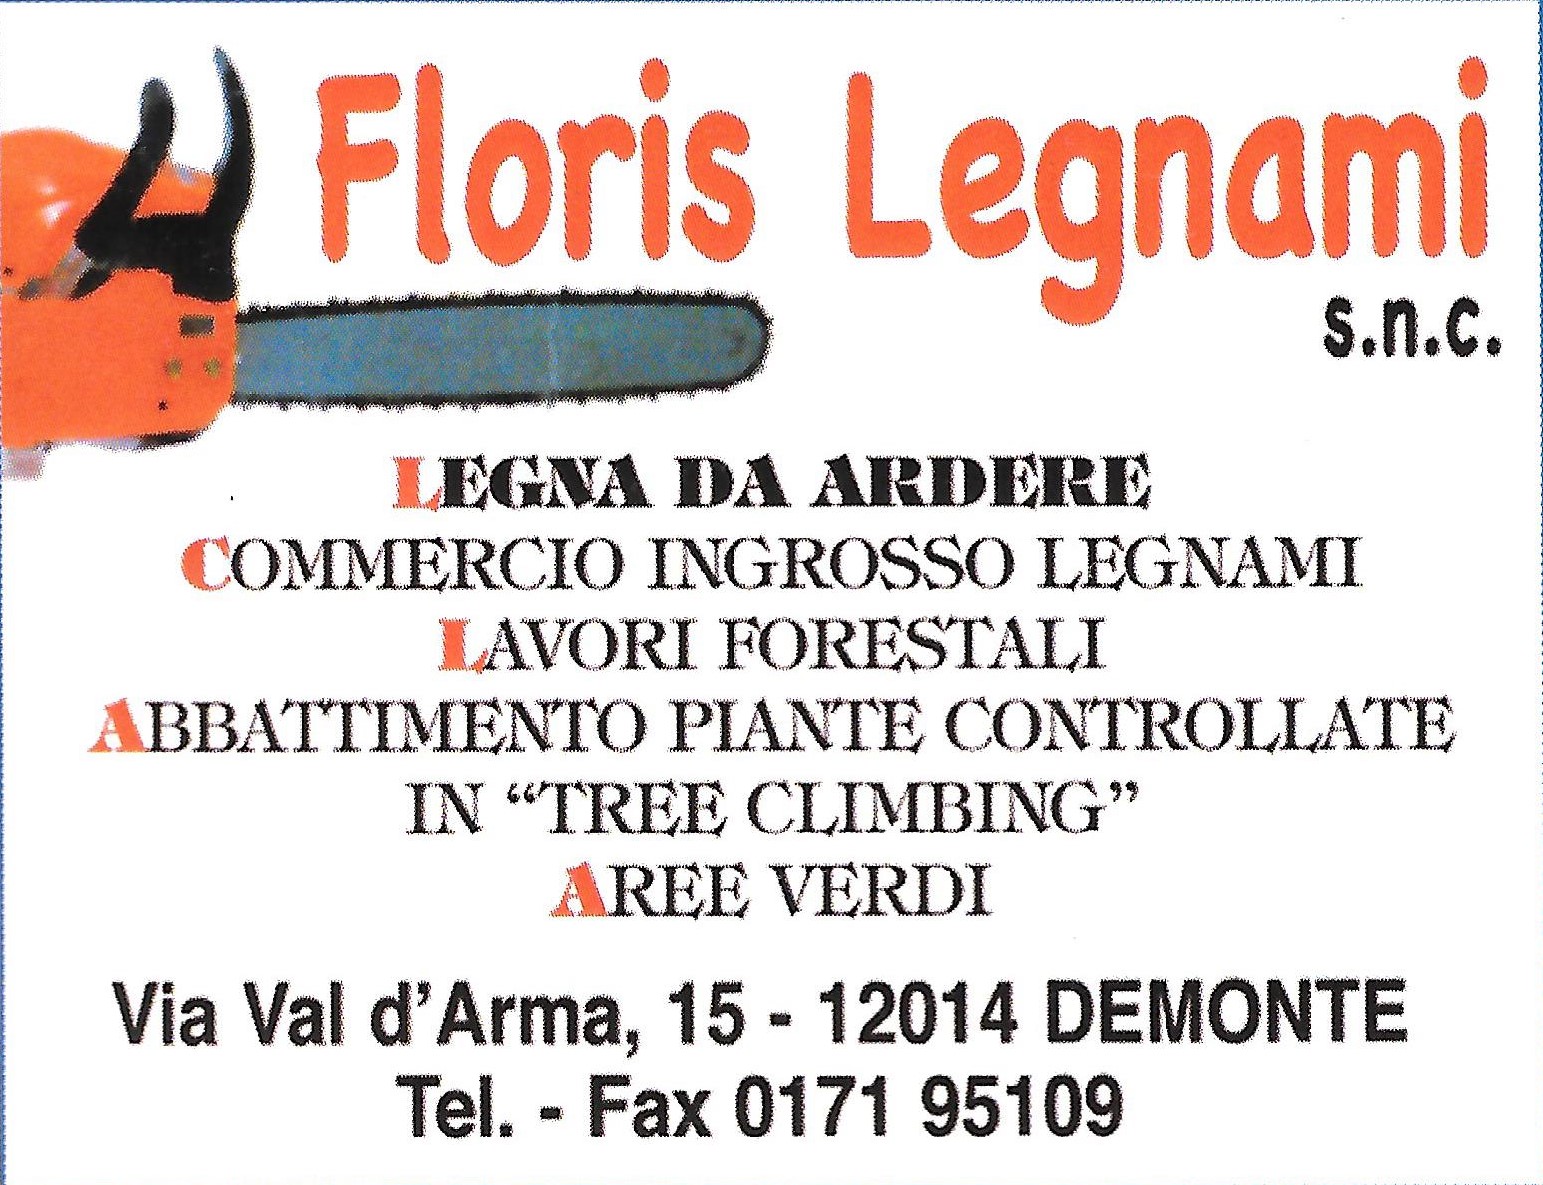 Floris Legnami
s.n.c.
LEGNA DA ARDERE
COMMERCIO INGROSSO LEGNAMI
LAVORI FORESTALI
ABBATTIMENTO PIANTE CONTROLLATE
IN “TREE CLIMBING”
AREE VERDI
Via Val d’Arma, 15 - 12014 DEMONTE
Tel. - Fax 0171 95109